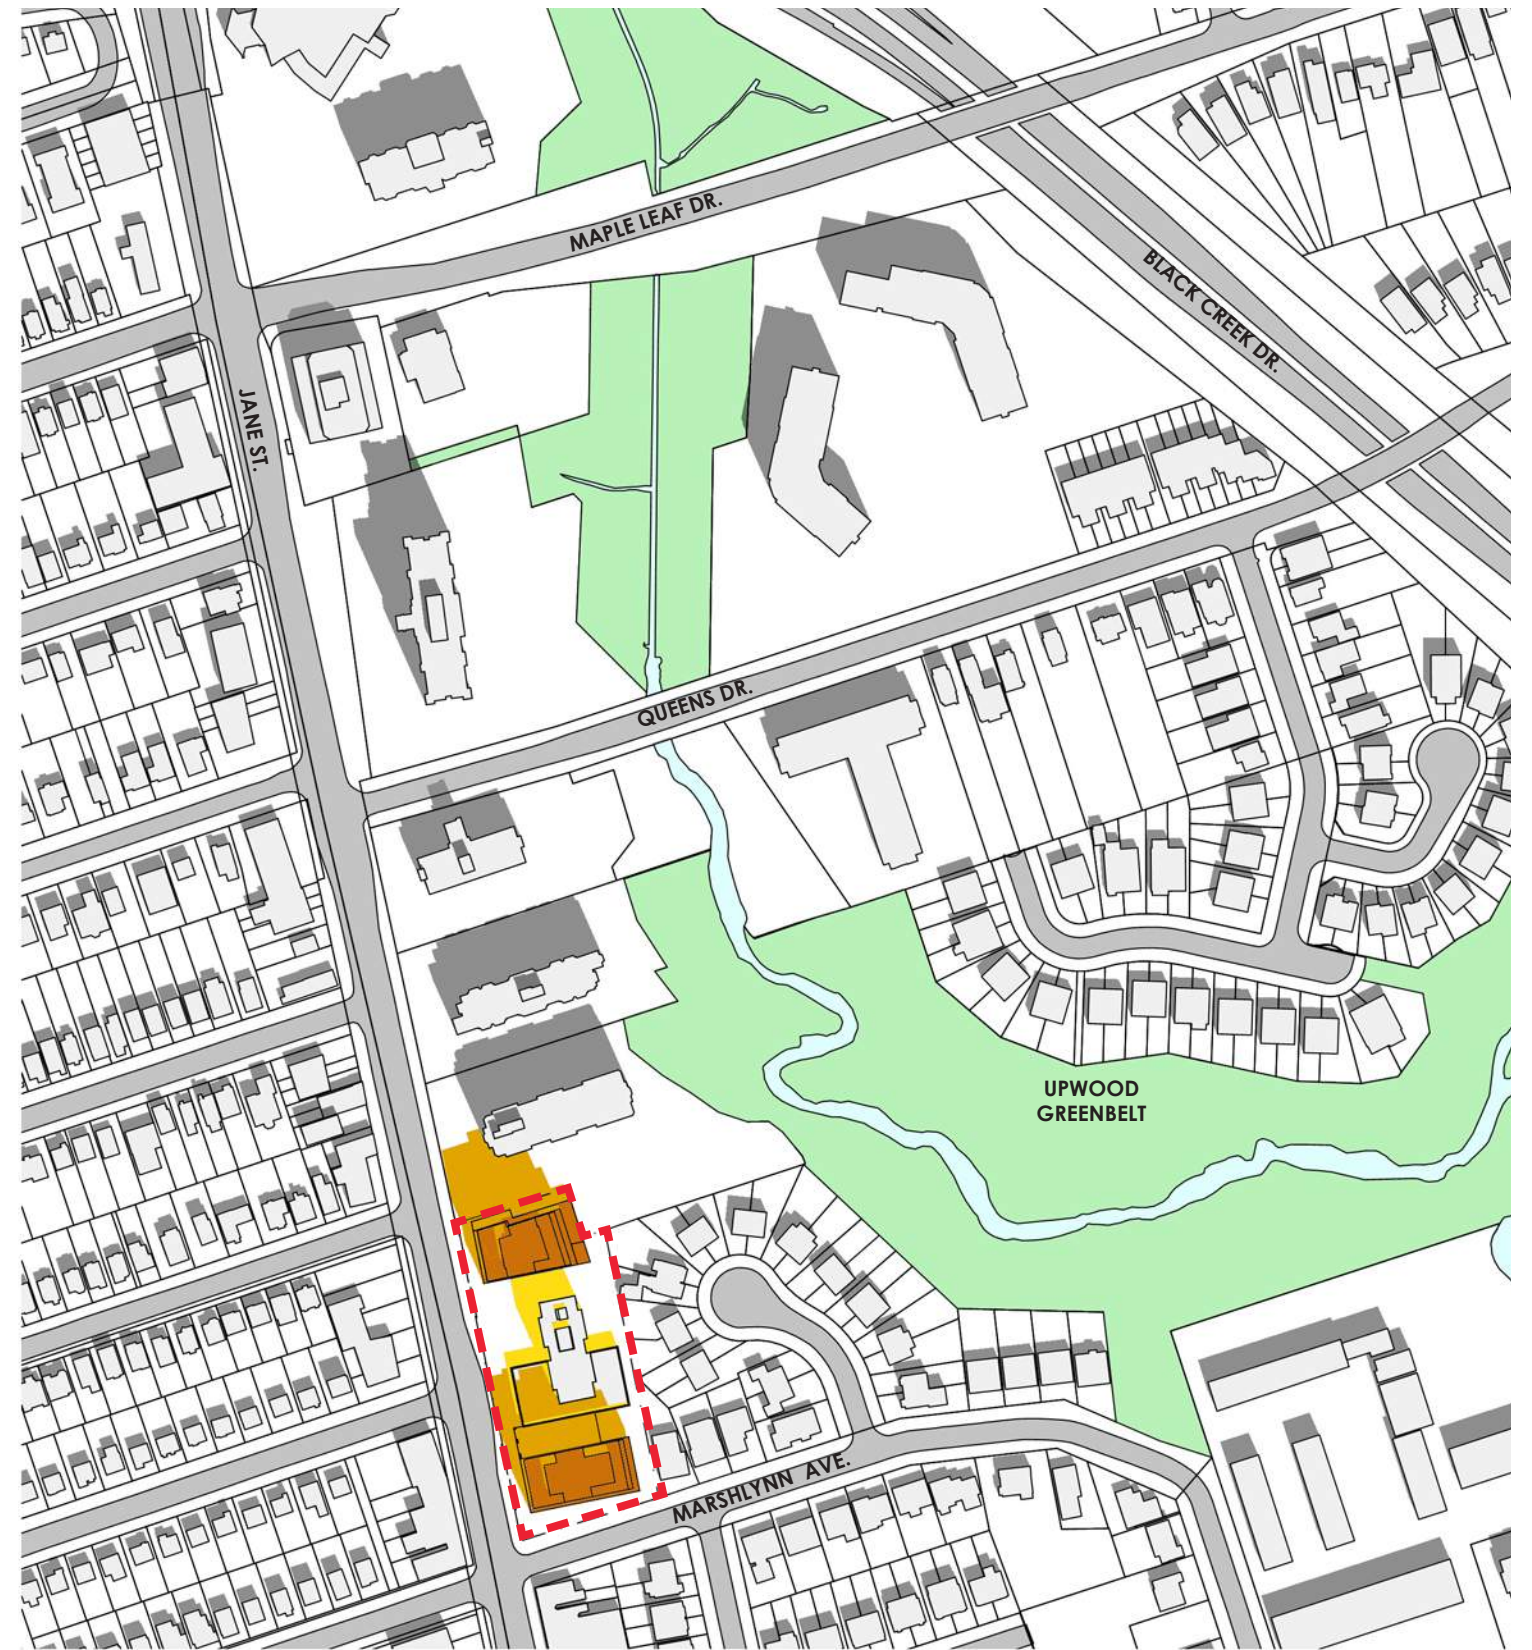 MAPLE LEAF DR.
BLACK CREEK DR.
JANE ST.
QUEENS DR.
UPWOOD
GREENBELT
MARSHLYNN AVE.